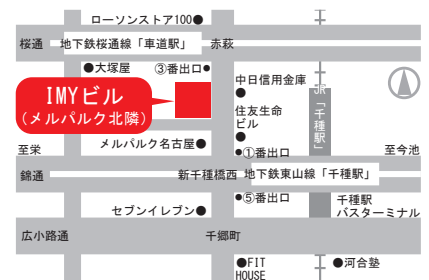 ローソンストア100●
桜通
地下鉄桜通線「車道駅」
赤萩
●大塚屋
③番出口●
IMYビル
(メルパルク北隣)
中日信用金庫
●
住友生命
ビル
●
JR「千種駅」
メルパルク名古屋●
●①番出口
至栄
至今池
錦通
新千種橋西
地下鉄東山線「千種駅」
●⑤番出口
セブンイレブン●
千種駅
バスターミナル
広小路通
千郷町
●FIT
HOUSE
●河合塾